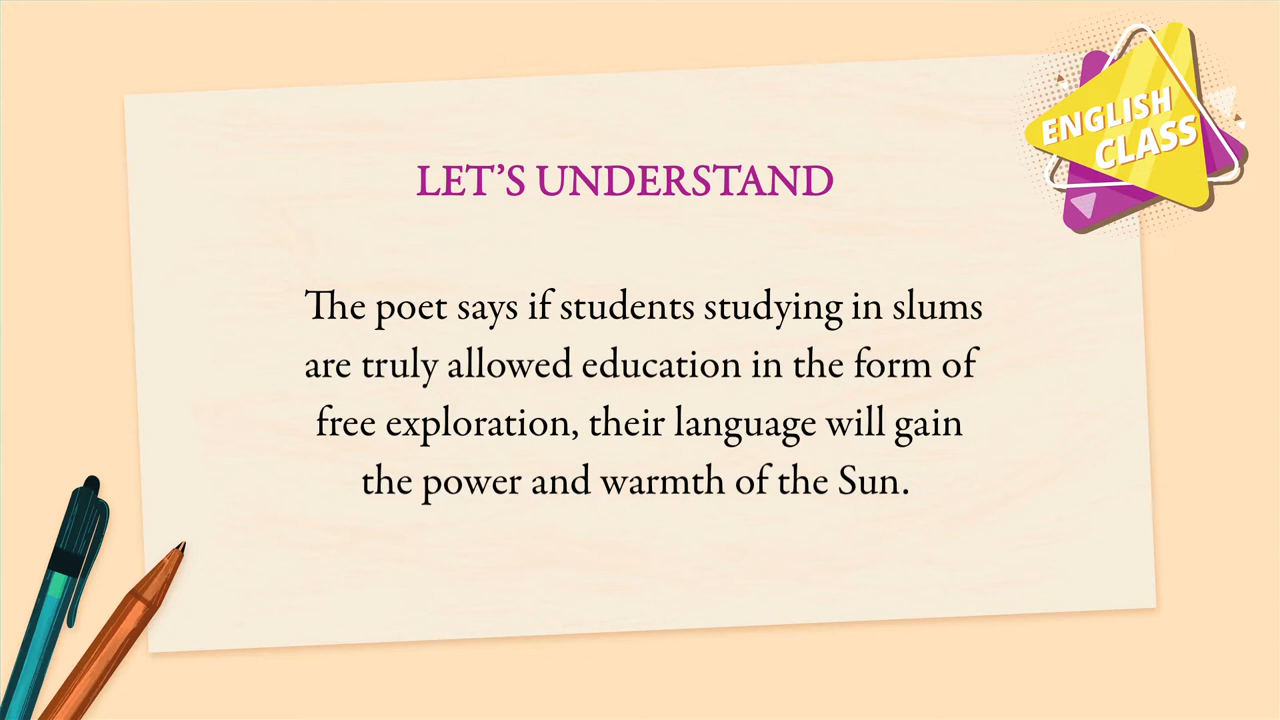 ENGLISH
CLASS
LET’S UNDERSTAND
The poet says if students studying in slums
are truly allowed education in the form of
free exploration, their language will gain
the power and warmth of the Sun.